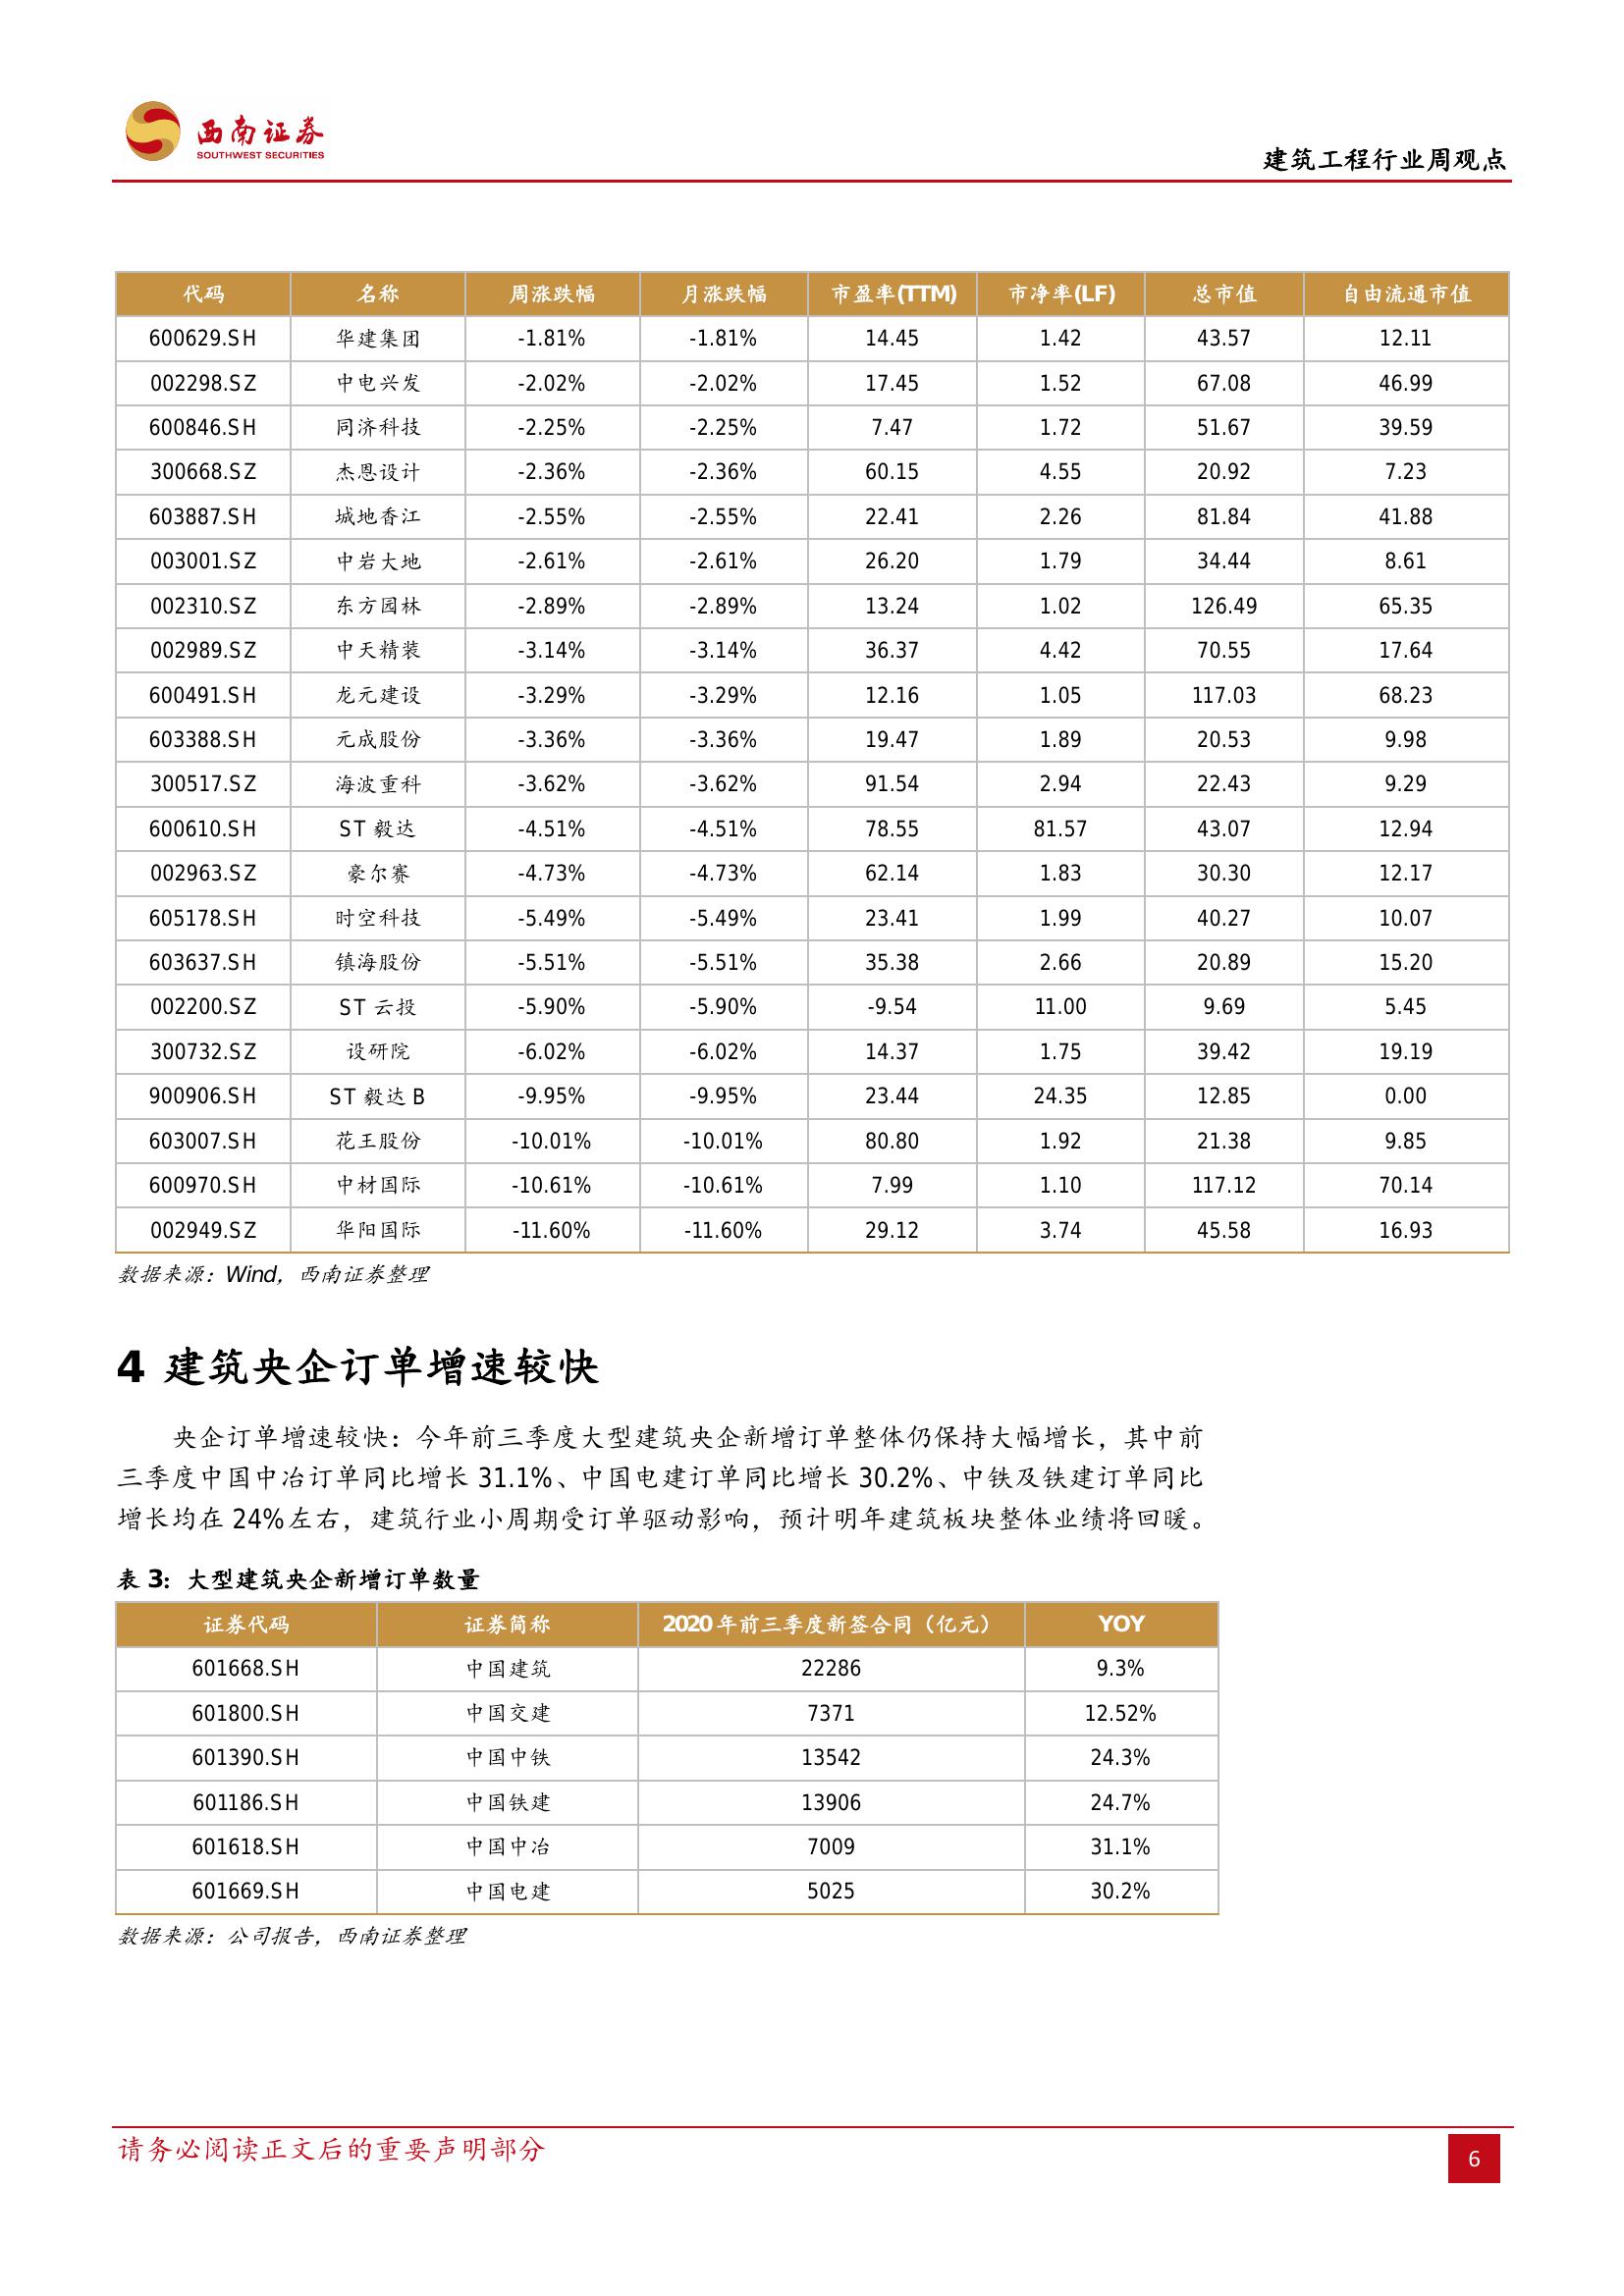 西南证券
SOUTHWEST SECURITIES
建筑工程行业周观点
代码 名称 周涨跌幅 月涨跌幅 市盈率(TTM) 市净率(LF) 总市值 自由流通市值
600629.SH 华建集团 -1.81% -1.81% 14.45 1.42 43.57 12.11
002298.SZ 中电兴发 -2.02% -2.02% 17.45 1.52 67.08 46.99
600846.SH 同济科技 -2.25% -2.25% 7.47 1.72 51.67 39.59
300668.SZ 杰恩设计 -2.36% -2.36% 60.15 4.55 20.92 7.23
603887.SH 城地香江 -2.55% -2.55% 22.41 2.26 81.84 41.88
003001.SZ 中岩大地 -2.61% -2.61% 26.20 1.79 34.44 8.61
002310.SZ 东方园林 -2.89% -2.89% 13.24 1.02 126.49 65.35
002989.SZ 中天精装 -3.14% -3.14% 36.37 4.42 70.55 17.64
600491.SH 龙元建设 -3.29% -3.29% 12.16 1.05 117.03 68.23
603388.SH 元成股份 -3.36% -3.36% 19.47 1.89 20.53 9.98
300517.SZ 海波重科 -3.62% -3.62% 91.54 2.94 22.43 9.29
600610.SH ST 毅达 -4.51% -4.51% 78.55 81.57 43.07 12.94
002963.SZ 豪尔赛 -4.73% -4.73% 62.14 1.83 30.30 12.17
605178.SH 时空科技 -5.49% -5.49% 23.41 1.99 40.27 10.07
603637.SH 镇海股份 -5.51% -5.51% 35.38 2.66 20.89 15.20
002200.SZ ST 云投 -5.90% -5.90% -9.54 11.00 9.69 5.45
300732.SZ 设研院 -6.02% -6.02% 14.37 1.75 39.42 19.19
900906.SH ST 毅达 B -9.95% -9.95% 23.44 24.35 12.85 0.00
603007.SH 花王股份 -10.01% -10.01% 80.80 1.92 21.38 9.85
600970.SH 中材国际 -10.61% -10.61% 7.99 1.10 117.12 70.14
002949.SZ 华阳国际 -11.60% -11.60% 29.12 3.74 45.58 16.93
数据来源：Wind，西南证券整理
4 建筑央企订单增速较快
央企订单增速较快：今年前三季度大型建筑央企新增订单整体仍保持大幅增长，其中前
三季度中国中冶订单同比增长 31.1%、中国电建订单同比增长 30.2%、中铁及铁建订单同比
增长均在 24%左右，建筑行业小周期受订单驱动影响，预计明年建筑板块整体业绩将回暖。
表 3：大型建筑央企新增订单数量
证券代码 证券简称 2020 年前三季度新签合同（亿元） YOY
601668.SH 中国建筑 22286 9.3%
601800.SH 中国交建 7371 12.52%
601390.SH 中国中铁 13542 24.3%
601186.SH 中国铁建 13906 24.7%
601618.SH 中国中冶 7009 31.1%
601669.SH 中国电建 5025 30.2%
数据来源：公司报告，西南证券整理
请务必阅读正文后的重要声明部分
6